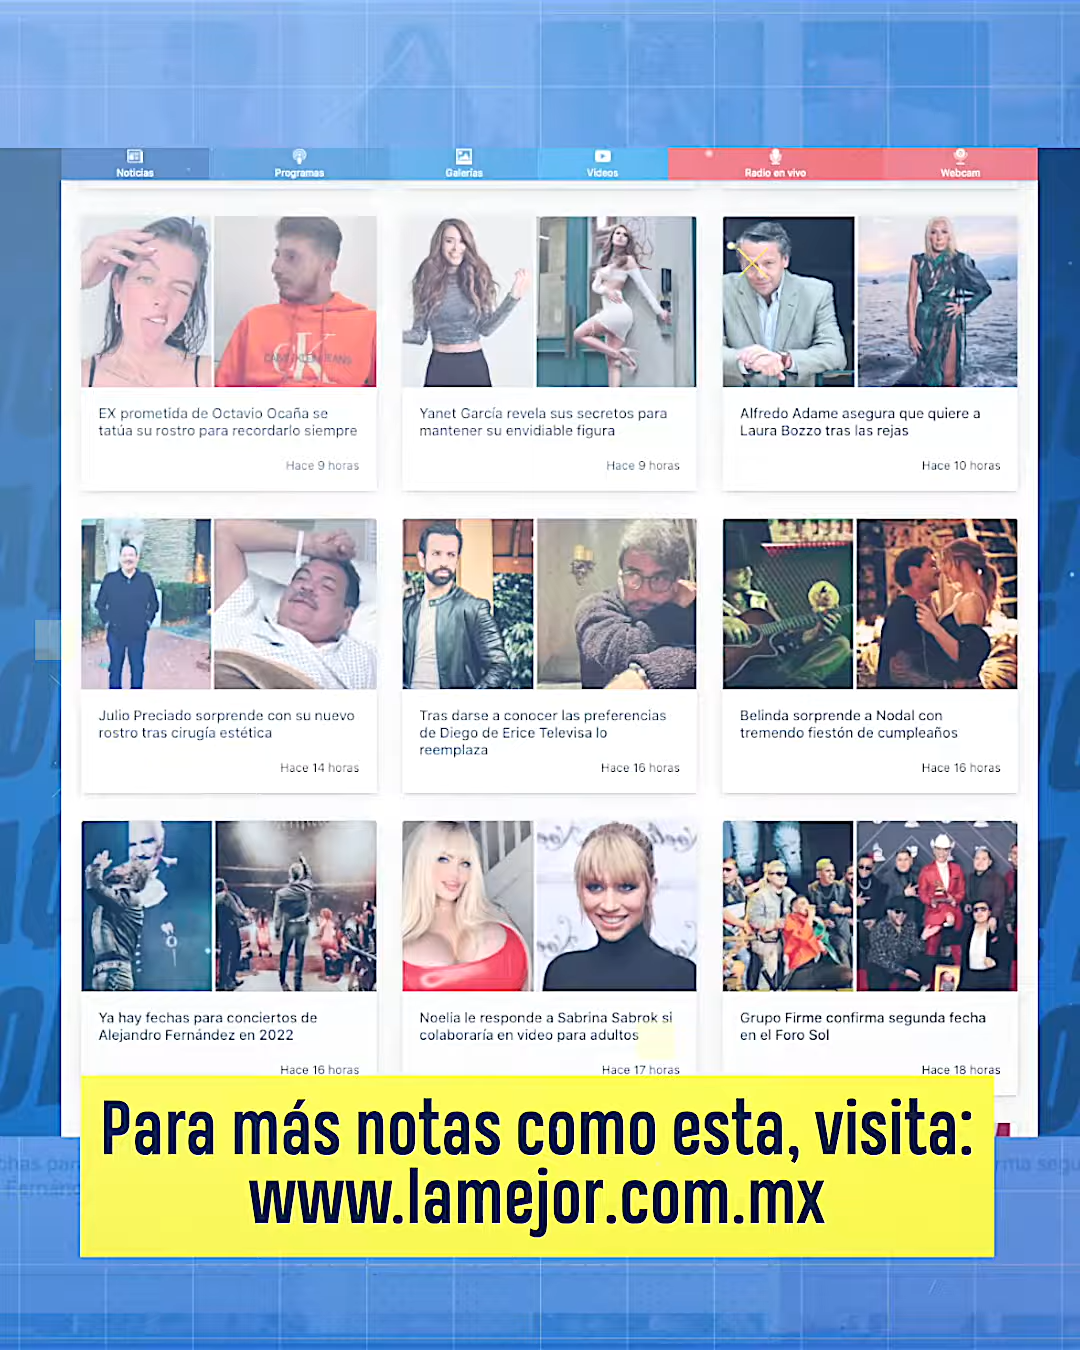 Noticias
Programas
Galerías
Videos
Radio en vivo
Webcam
CALVIN KLEIN JEANS
EX prometida de Octavio Ocaña se
tatúa su rostro para recordarlo siempre
Hace 9 horas
Yanet García revela sus secretos para
mantener su envidiable figura
Hace 9 horas
Alfredo Adame asegura que quiere a
Laura Bozzo tras las rejas
Hace 10 horas
Julio Preciado sorprende con su nuevo
rostro tras cirugía estética
Hace 14 horas
Tras darse a conocer las preferencias
de Diego de Erice Televisa lo
reemplaza
Hace 16 horas
Belinda sorprende a Nodal con
tremendo fiestón de cumpleaños
Hace 16 horas
Ya hay fechas para conciertos de
Alejandro Fernández en 2022
Hace 16 horas
Noelia le responde a Sabrina Sabrok si
colaboraría en video para adultos
Hace 17 horas
Grupo Firme confirma segunda fecha
en el Foro Sol
Hace 18 horas
Para más notas como esta, visita:
www.lamejor.com.mx